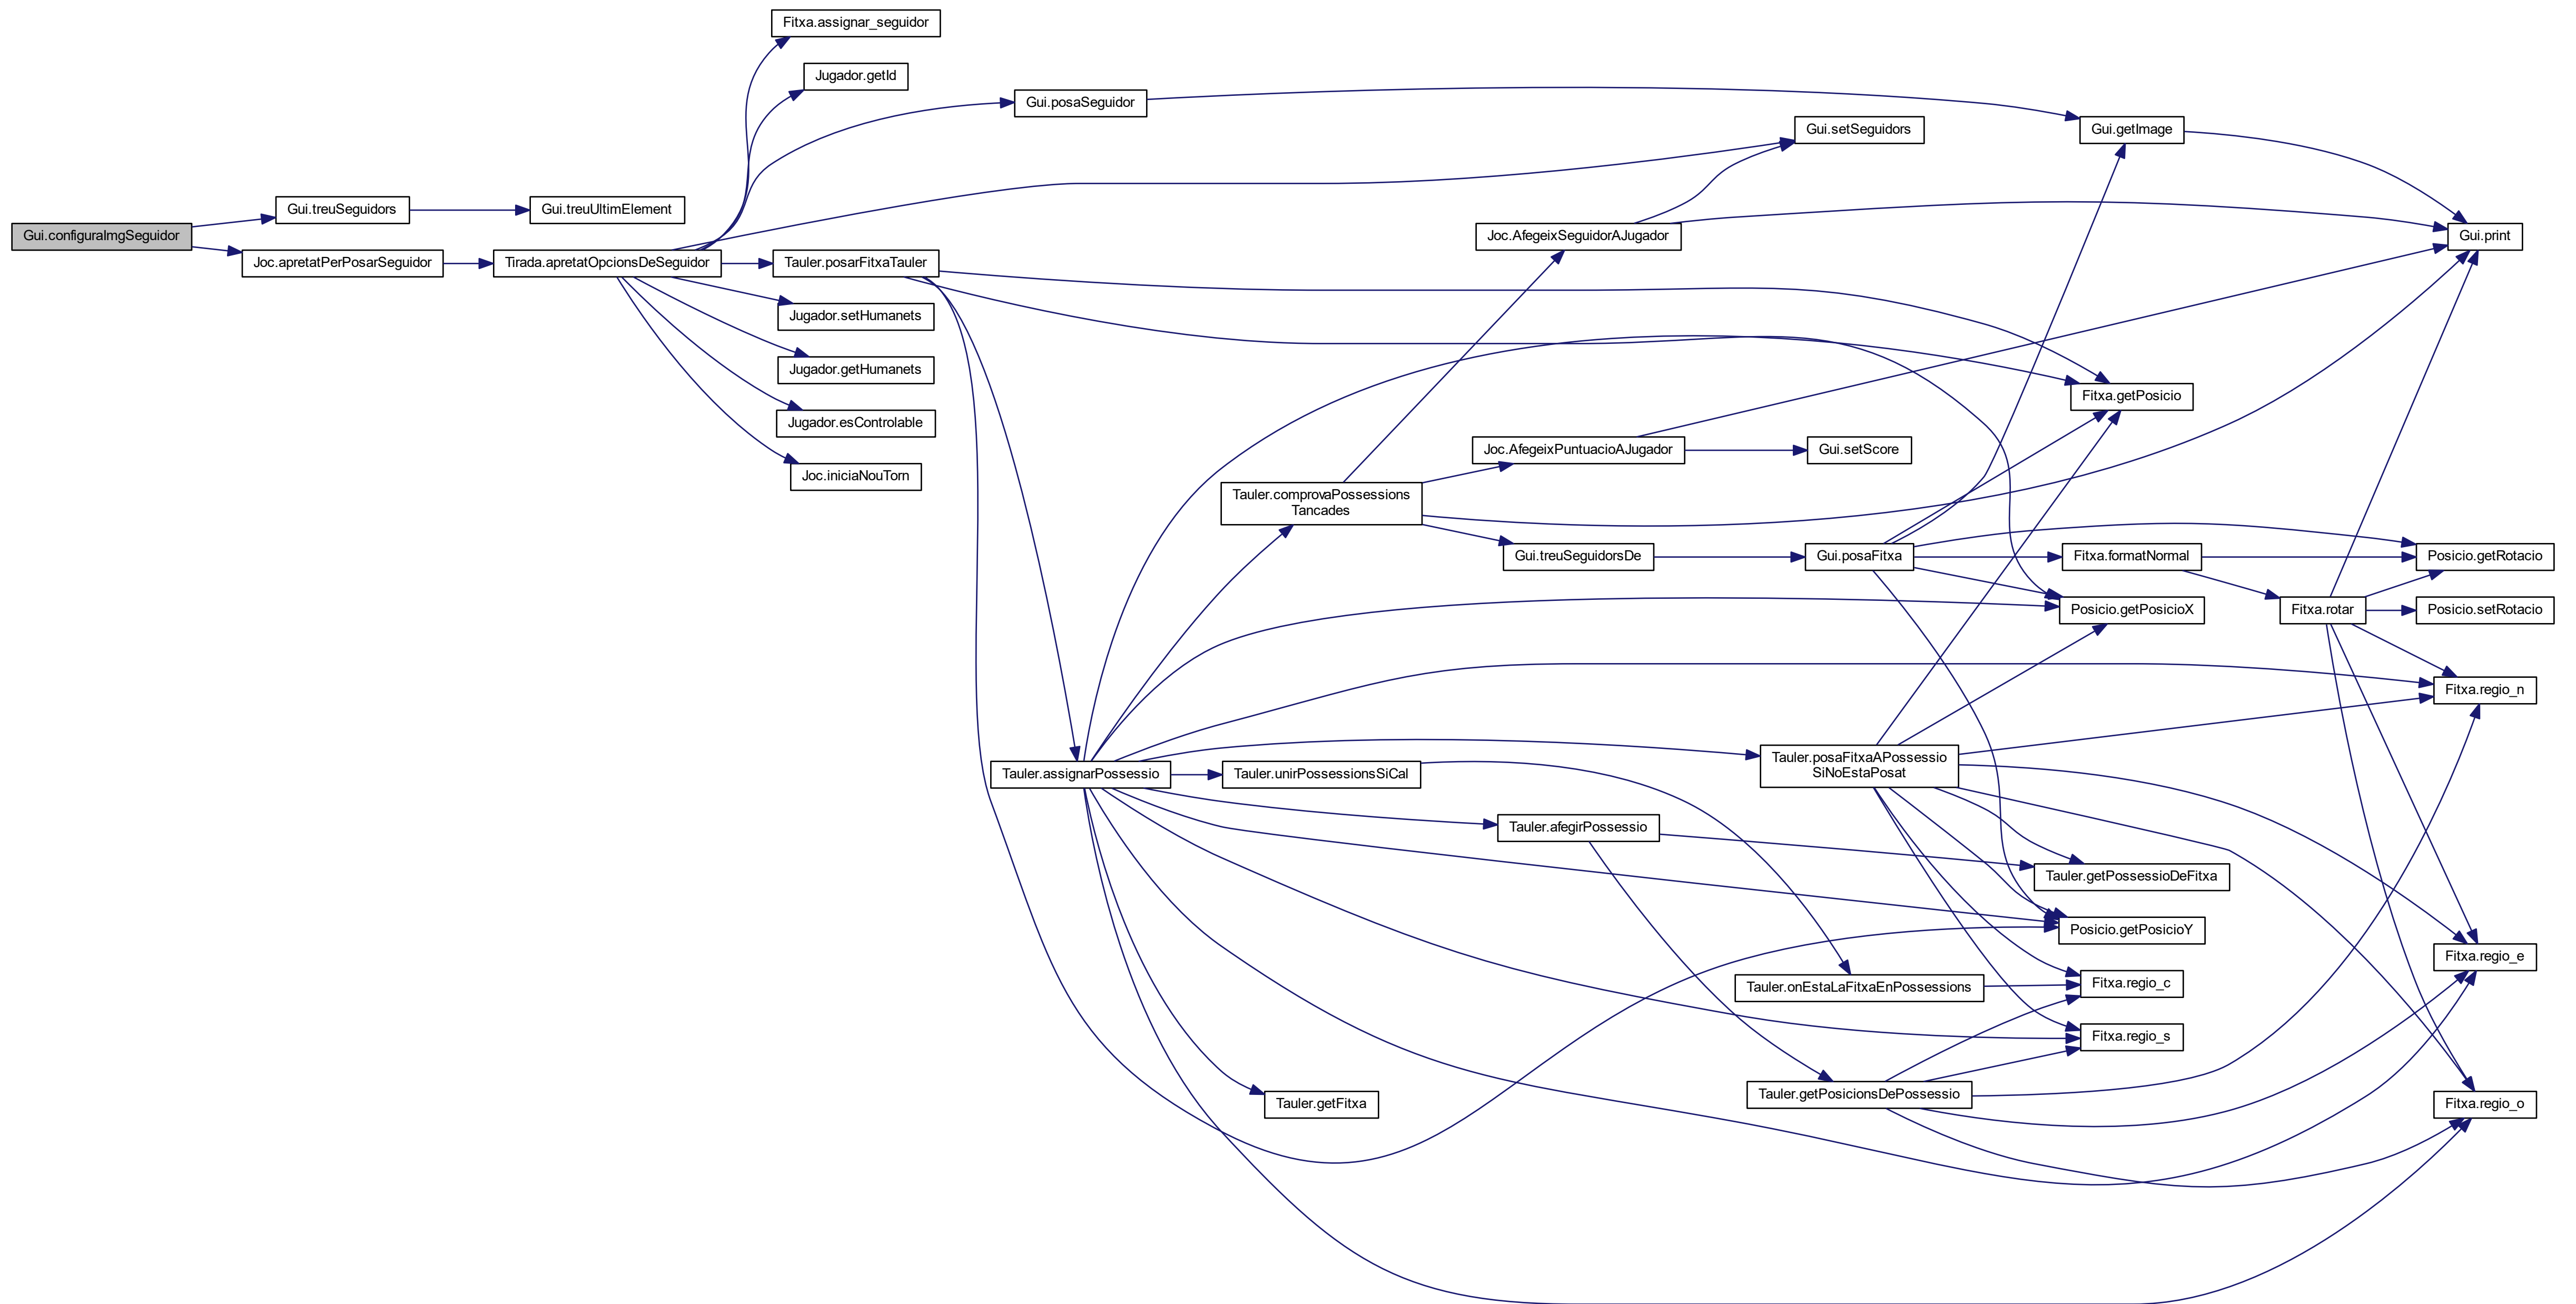 Fitxa.assignar_seguidor
Jugador.getId
Gui.posaSeguidor
Gui.setSeguidors
Gui.getImage
Gui.treuSeguidors
Gui.treuUltimElement
Gui.configuraImgSeguidor
Joc.AfegeixSeguidorAJugador
Gui.print
Joc.apretatPerPosarSeguidor
Tirada.apretatOpcionsDeSeguidor
Tauler.posarFitxaTauler
Jugador.setHumanets
Jugador.getHumanets
Fitxa.getPosicio
Jugador.esControlable
Joc.AfegeixPuntuacioAJugador
Gui.setScore
Joc.iniciaNouTorn
Tauler.comprovaPossessions
Tancades
Gui.treuSeguidorsDe
Gui.posaFitxa
Fitxa.formatNormal
Posicio.getRotacio
Posicio.getPosicioX
Fitxa.rotar
Posicio.setRotacio
Fitxa.regio_n
Tauler.assignarPossessio
Tauler.unirPossessionsSiCal
Tauler.posaFitxaAPossessio
SiNoEstaPosat
Tauler.afegirPossessio
Tauler.getPossessioDeFitxa
Posicio.getPosicioY
Fitxa.regio_e
Tauler.onEstaLaFitxaEnPossessions
Fitxa.regio_c
Fitxa.regio_s
Tauler.getFitxa
Tauler.getPosicionsDePossessio
Fitxa.regio_o